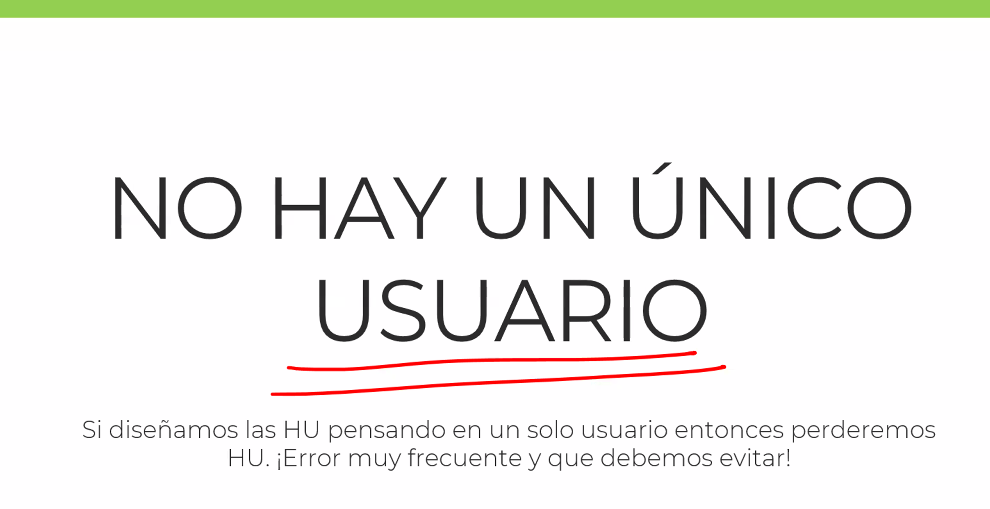 NO HAY UN ÚNICO
USUARIO
Si diseñamos las HU pensando en un solo usuario entonces perderemos
HU. ¡Error muy frecuente y que debemos evitar!